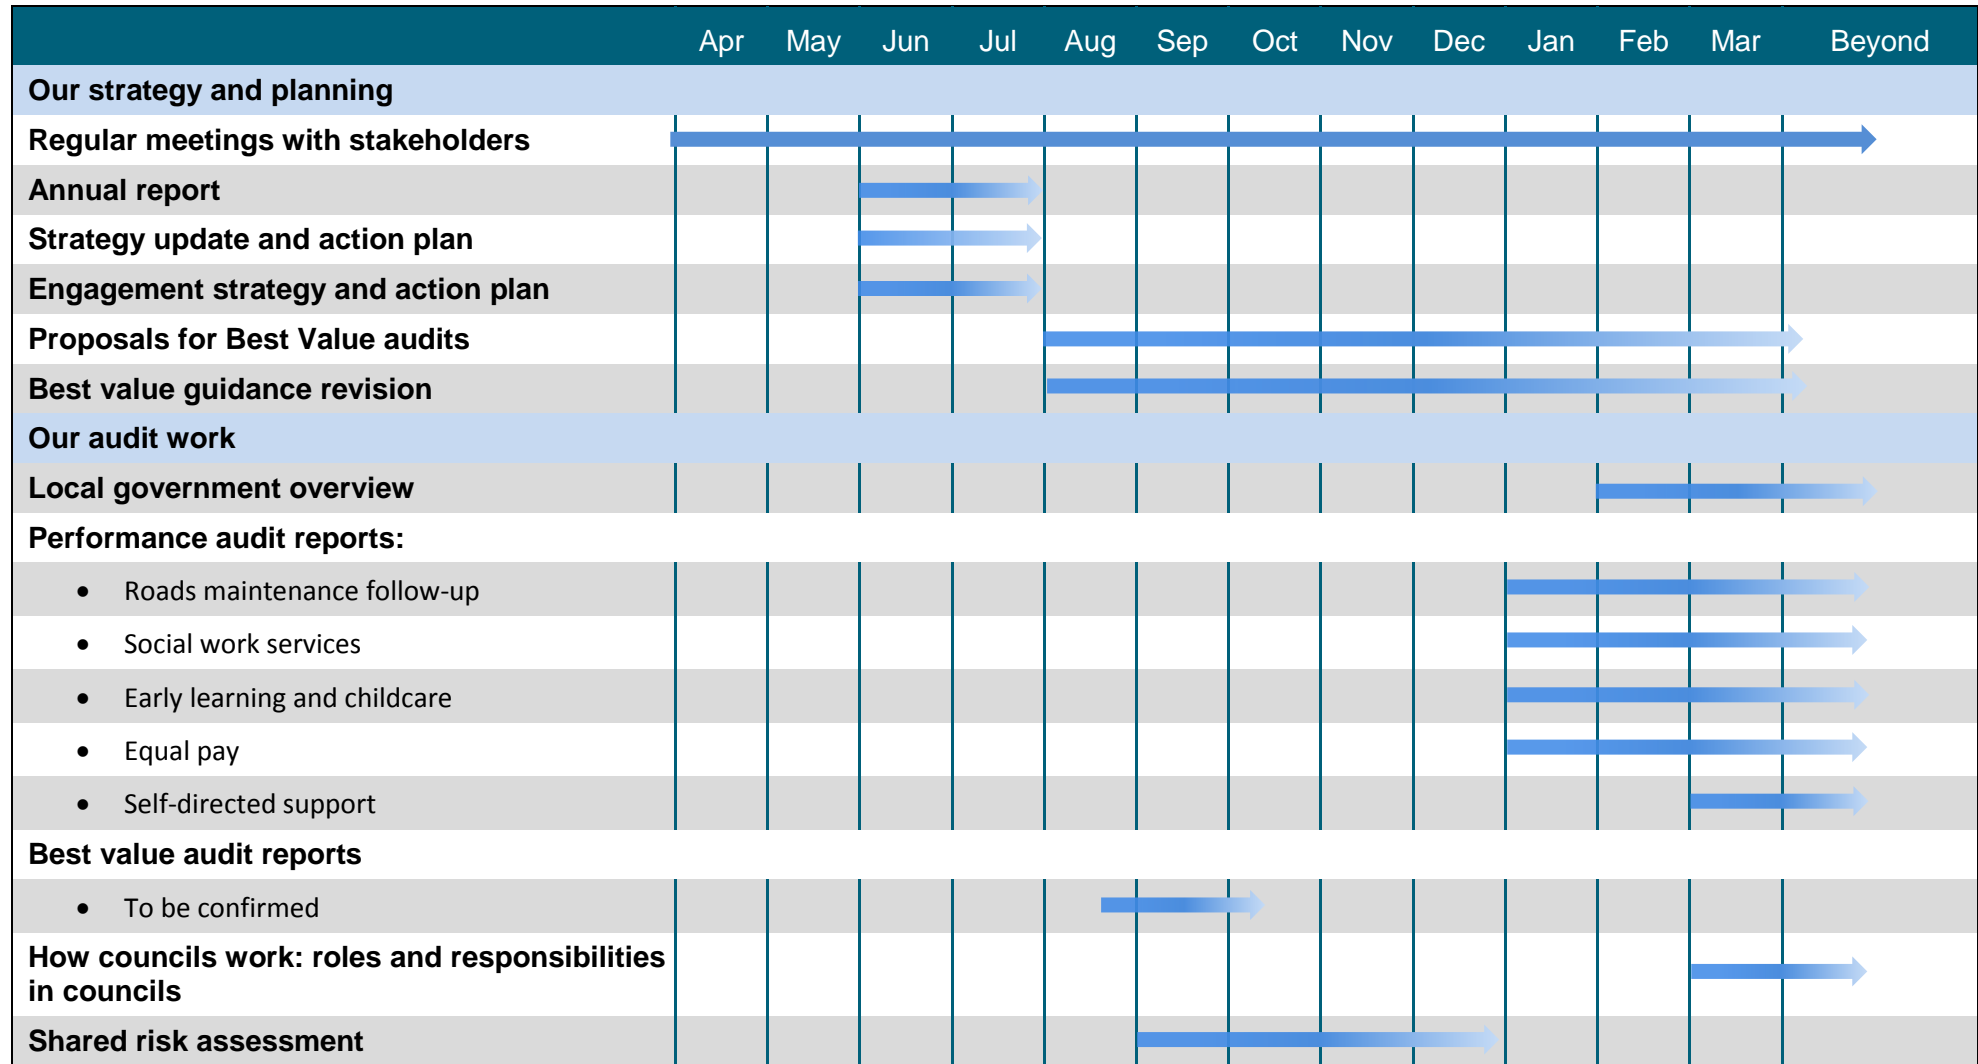 Apr May Jun Jul Aug Sep Oct Nov Dec Jan Feb Mar Beyond
Our strategy and planning
Regular meetings with stakeholders
Annual report
Strategy update and action plan
Engagement strategy and action plan
Proposals for Best Value audits
Best value guidance revision
Our audit work
Local government overview
Performance audit reports:
• Roads maintenance follow-up
• Social work services
• Early learning and childcare
• Equal pay
• Self-directed support
Best value audit reports
• To be confirmed
How councils work: roles and responsibilities
in councils
Shared risk assessment